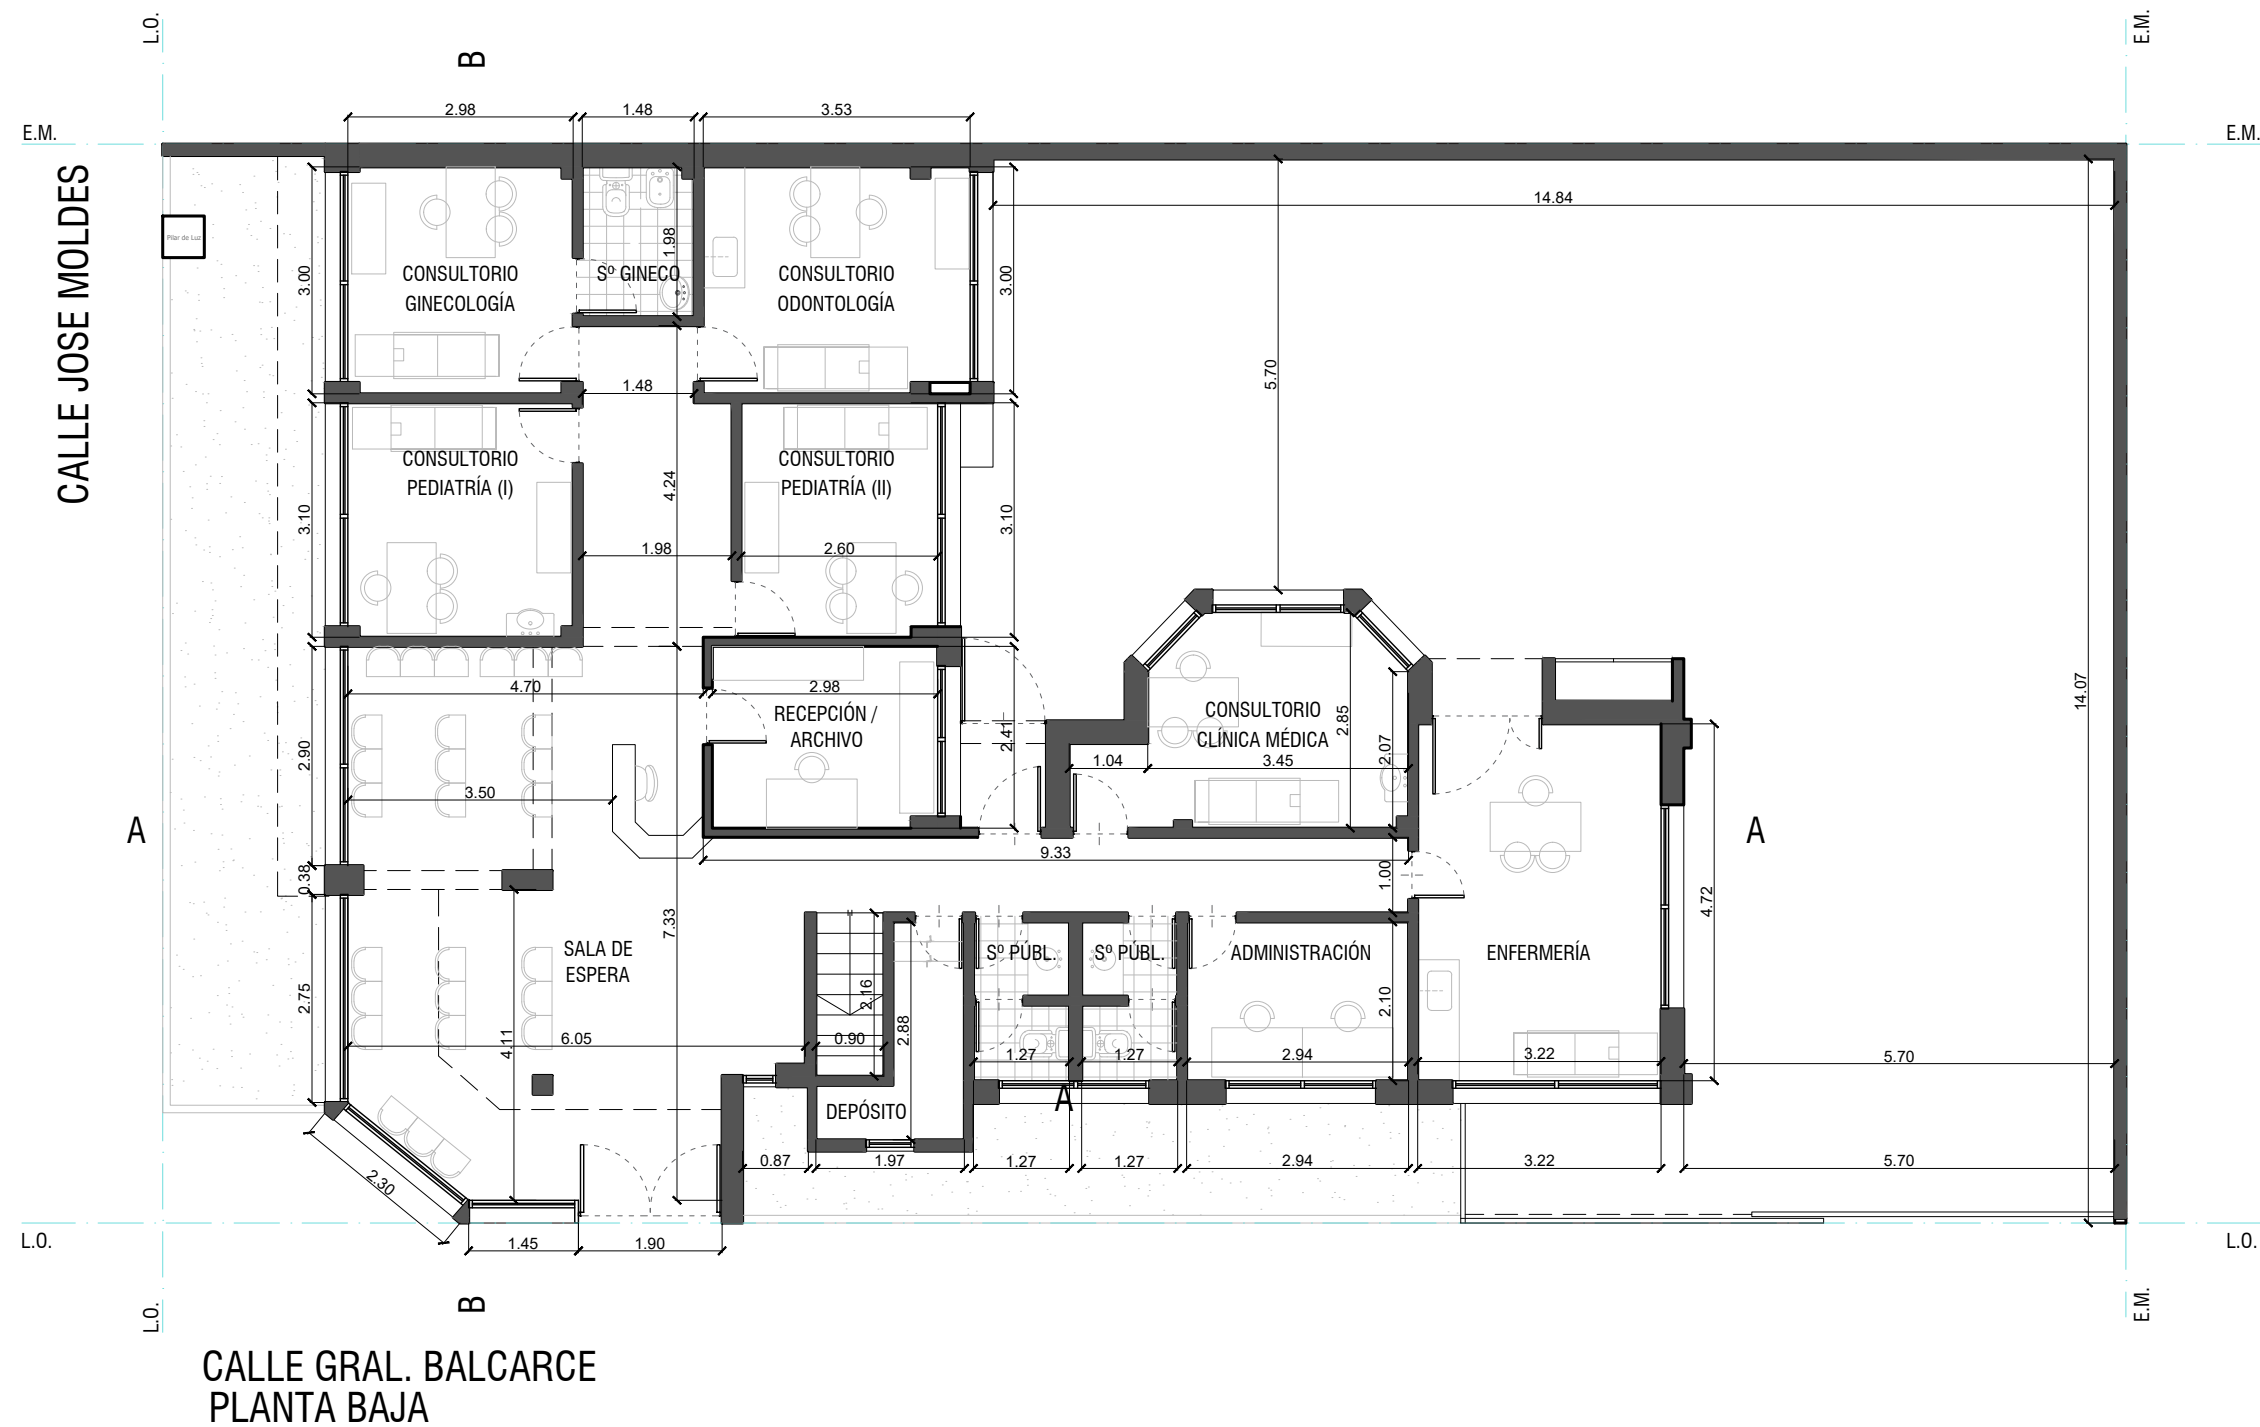 L.O.
E.M.
B
2.98
1.48
3.53
E.M.
E.M.
CALLE JOSE MOLDES
14.84
Pilar de Luz
1.98
CONSULTORIO
GINECOLOGÍA
Sº GINECO
CONSULTORIO
ODONTOLOGÍA
3.00
3.00
5.70
1.48
CONSULTORIO
PEDIATRÍA (I)
CONSULTORIO
PEDIATRÍA (II)
4.24
3.10
3.10
1.98
2.60
14.07
4.70
2.98
RECEPCIÓN /
ARCHIVO
2.41
CONSULTORIO
CLÍNICA MÉDICA
2.85
2.07
1.04
3.45
2.90
3.50
A
A
9.33
0.38
1.00
4.72
7.33
SALA DE
ESPERA
Sº PÚBL.
Sº PÚBL.
ADMINISTRACIÓN
ENFERMERÍA
2.75
2.16
2.10
4.11
6.05
0.90
2.88
1.27
1.27
2.94
3.22
5.70
A
DEPÓSITO
2.30
0.87
1.97
1.27
1.27
2.94
3.22
5.70
L.O.
1.45
1.90
L.O.
B
L.O.
E.M.
CALLE GRAL. BALCARCE
PLANTA BAJA